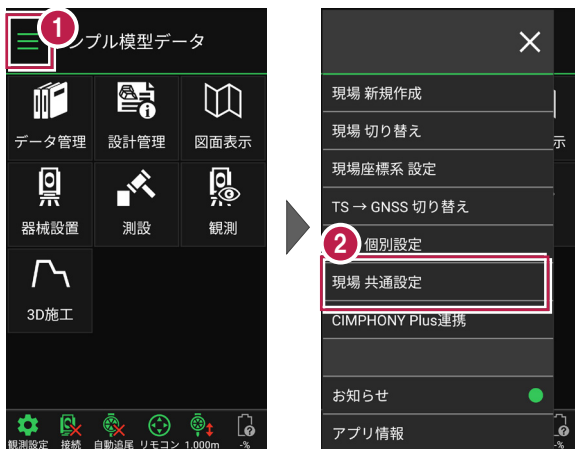 1
ンプル模型データ
データ管理
設計管理
図面表示
器械設置
測設
観測
3D施工
観測設定
接続
自動追尾
リモコン
1.000m
-%
現場 新規作成
現場 切り替え
現場座標系 設定
TS → GNSS 切り替え
2
個別設定
現場 共通設定
CIMPHONY Plus連携
お知らせ
アプリ情報
示
-%